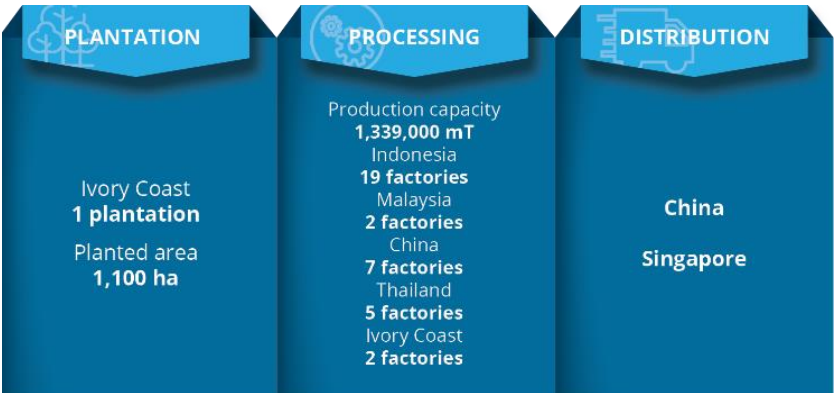 PLANTATION
Ivory Coast
1 plantation
Planted area
1,100 ha
PROCESSING
Production capacity
1,339,000 mT
Indonesia
19 factories
Malaysia
2 factories
China
7 factories
Thailand
5 factories
Ivory Coast
2 factories
DISTRIBUTION
China
Singapore